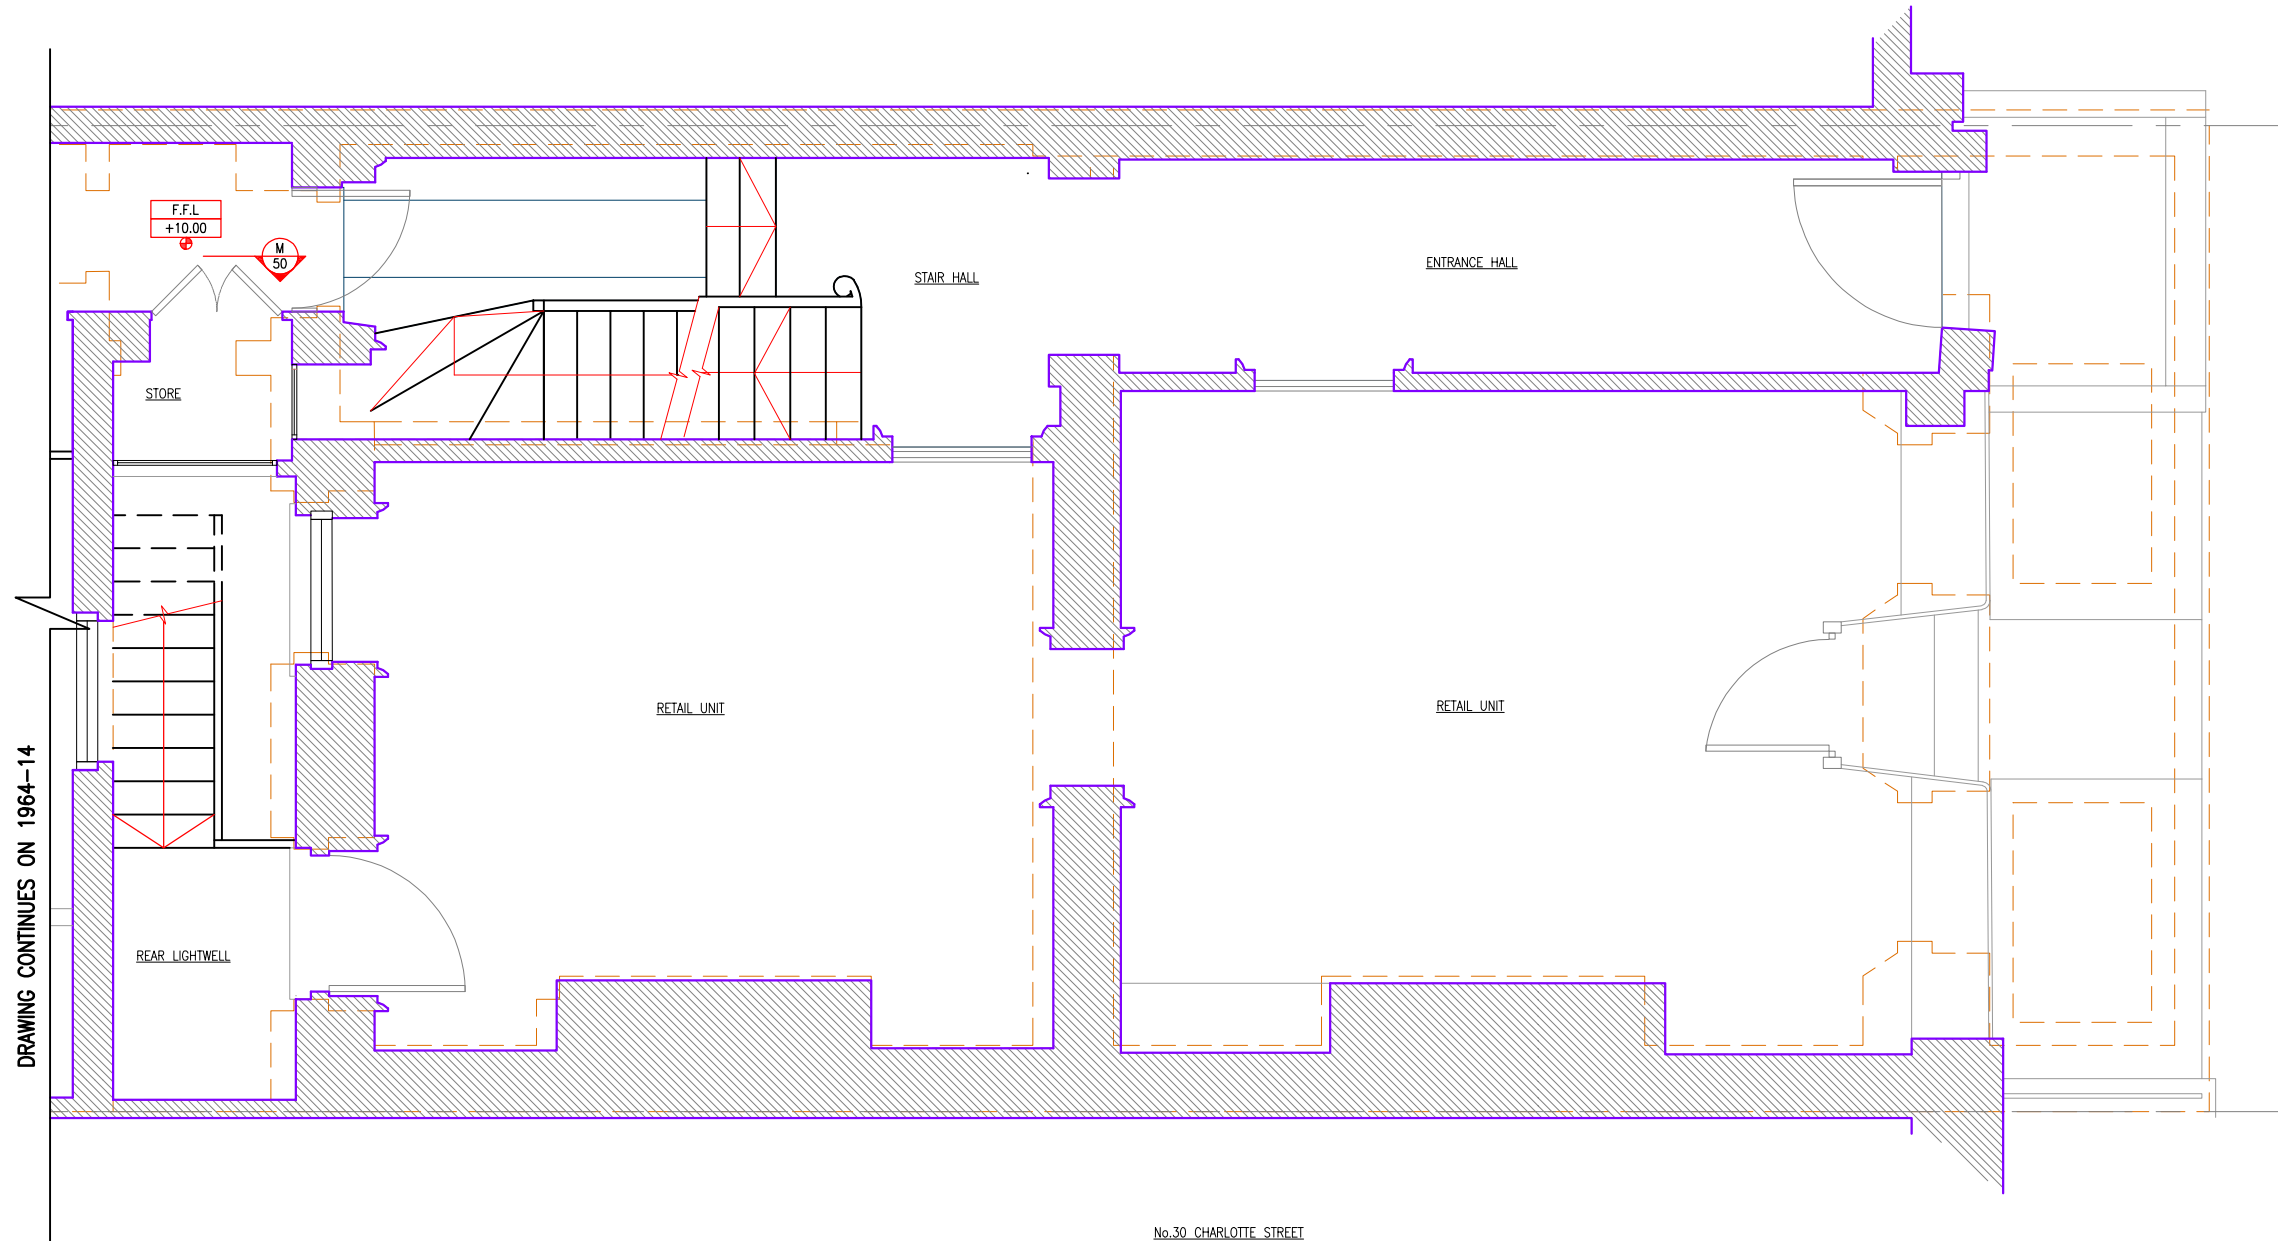 F.F.L
+10.00
M
50
STAIR HALL
ENTRANCE HALL
STORE
RETAIL UNIT
RETAIL UNIT
REAR LIGHTWELL
DRAWING CONTINUES ON 1964-14
No.30 CHARLOTTE STREET